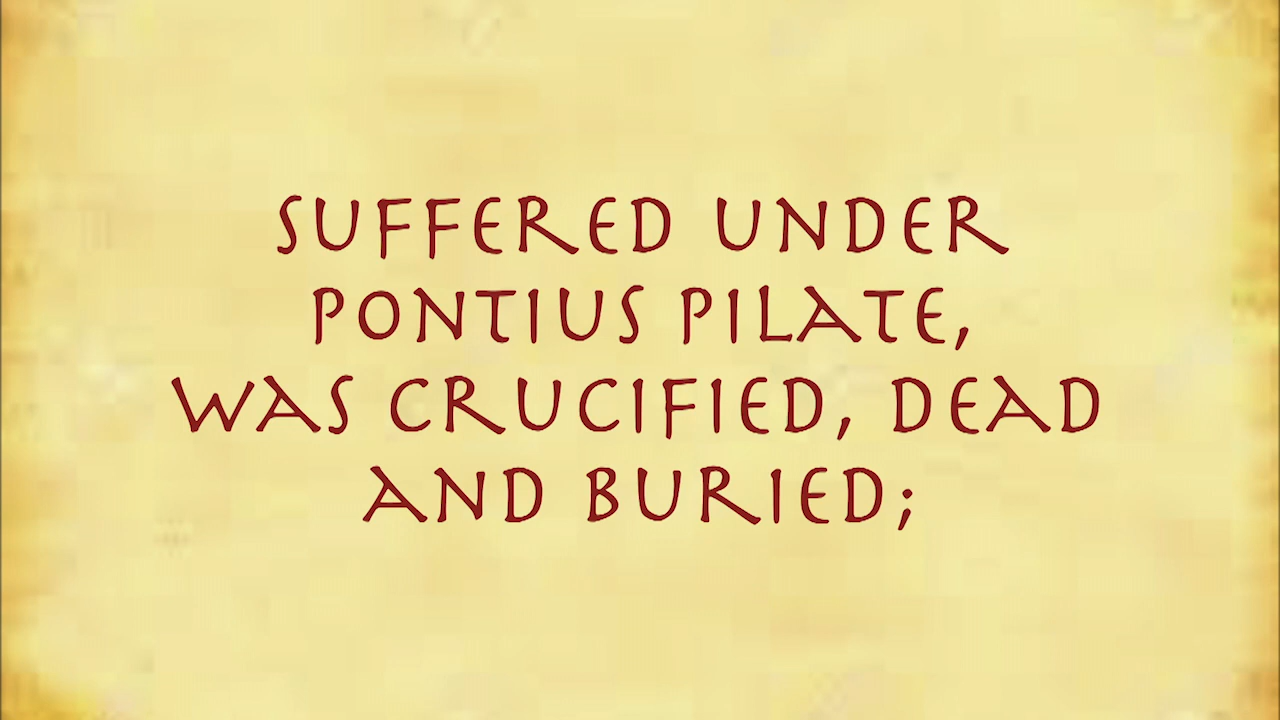 SUFFERED UNDER
PONTIUS PILATE,
WAS CRUCIFIED, DEAD
AND BURIED;